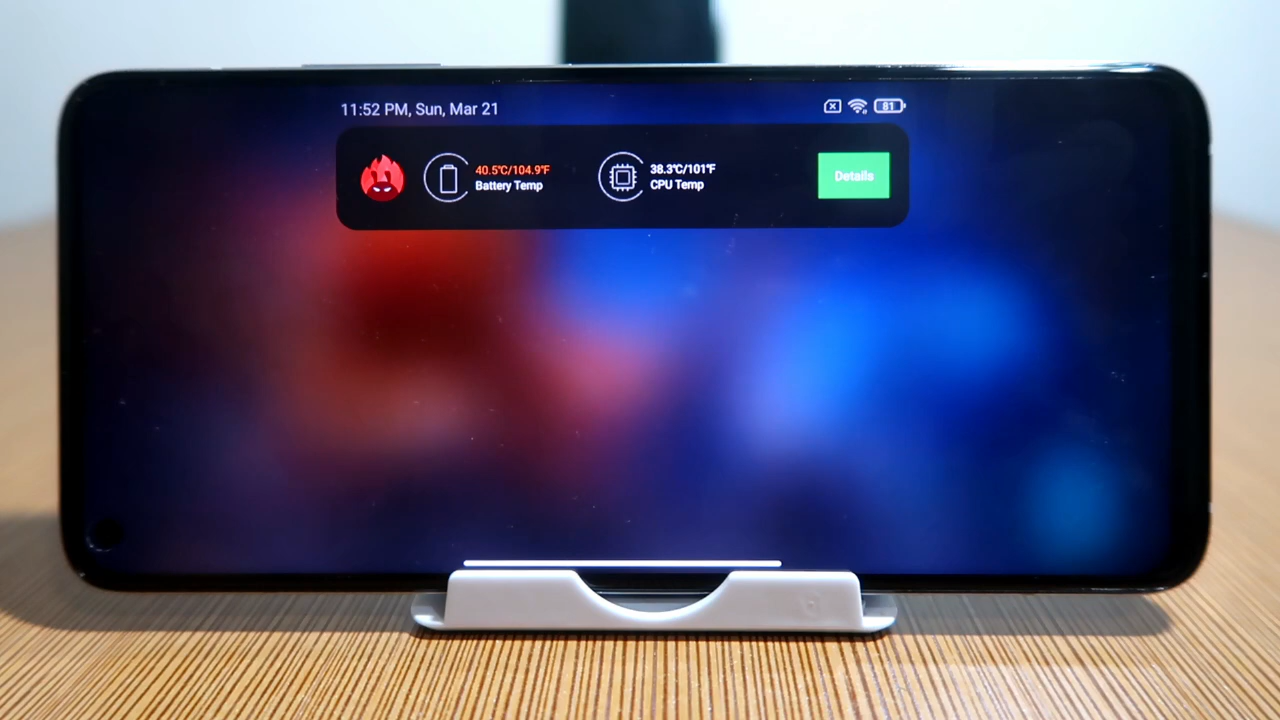 11:52 PM, Sun, Mar 21
81
40.5℃/104.9℉
Battery Temp
38.3℃/101℉
CPU Temp
Details